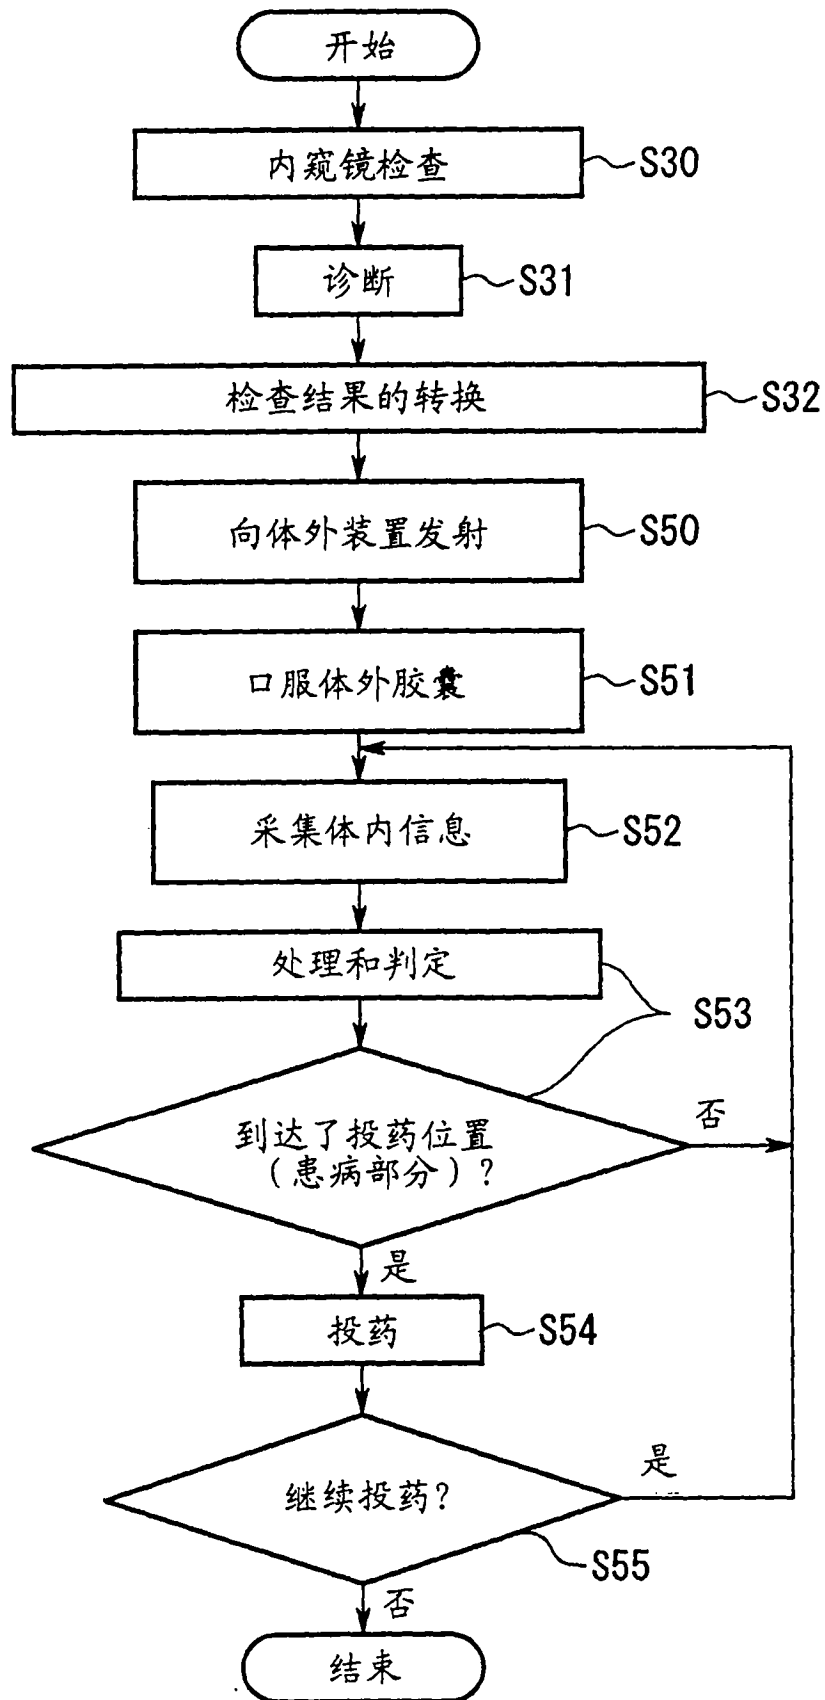 开始
内窥镜检查
S30
诊断
S31
检查结果的转换
S32
向体外装置发射
S50
口服体外胶囊
S51
采集体内信息
S52
处理和判定
S53
到达了投药位置
（患病部分）？
否
是
投药
S54
继续投药？
是
S55
否
结束